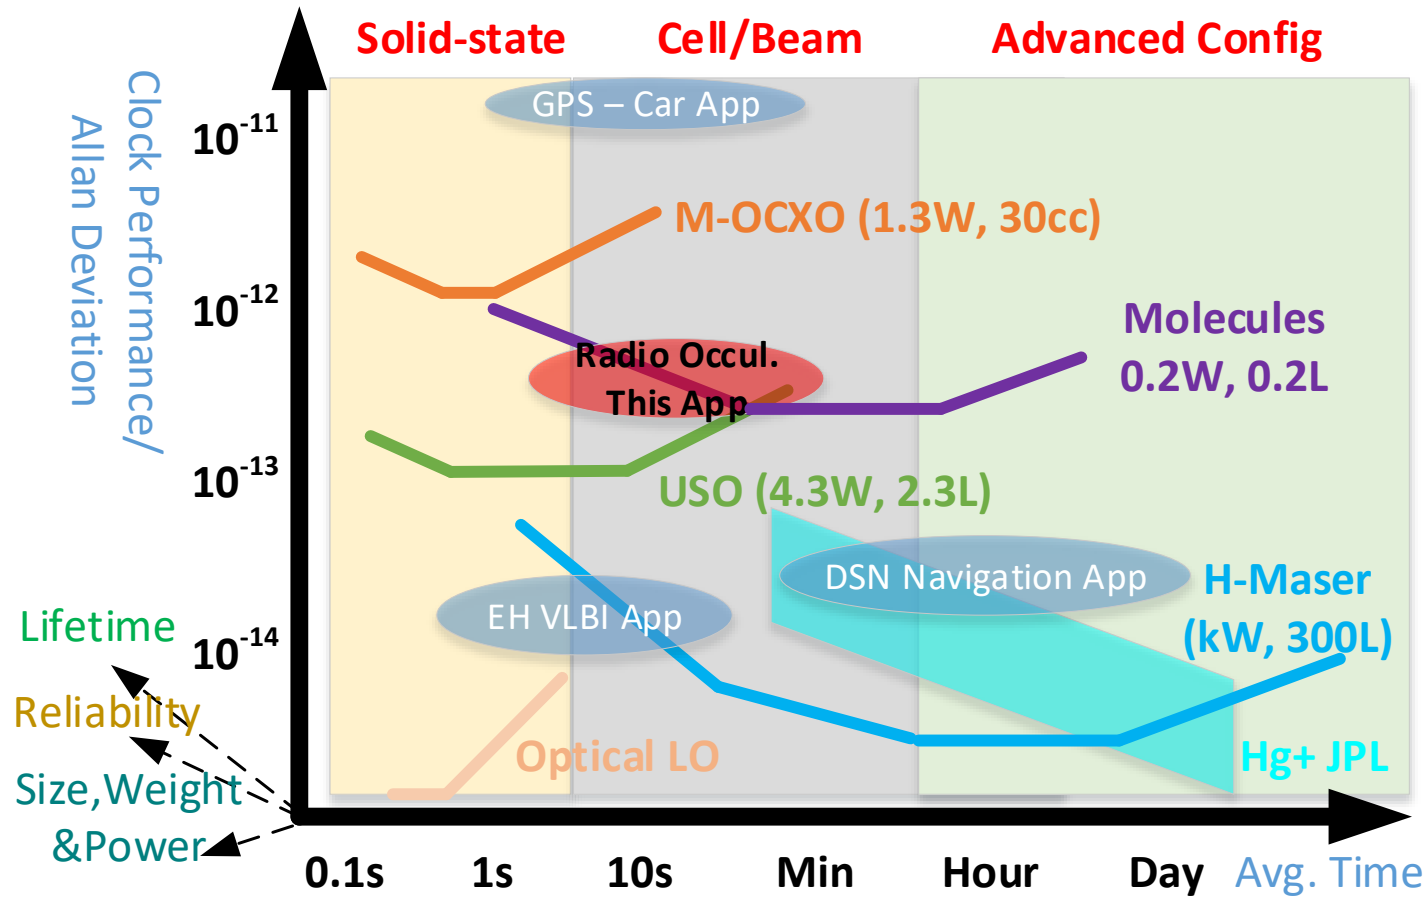 Solid-state
Cell/Beam
Advanced Config
Clock Performance/
Allan Deviation
10-11
10-12
10-13
10-14
GPS – Car App
M-OCXO (1.3W, 30cc)
Molecules
0.2W, 0.2L
Radio Occul.
This App
USO (4.3W, 2.3L)
DSN Navigation App
EH VLBI App
H-Maser
(kW, 300L)
Optical LO
Hg+ JPL
Lifetime
Reliability
Size,Weight
&Power
0.1s
1s
10s
Min
Hour
Day
Avg. Time